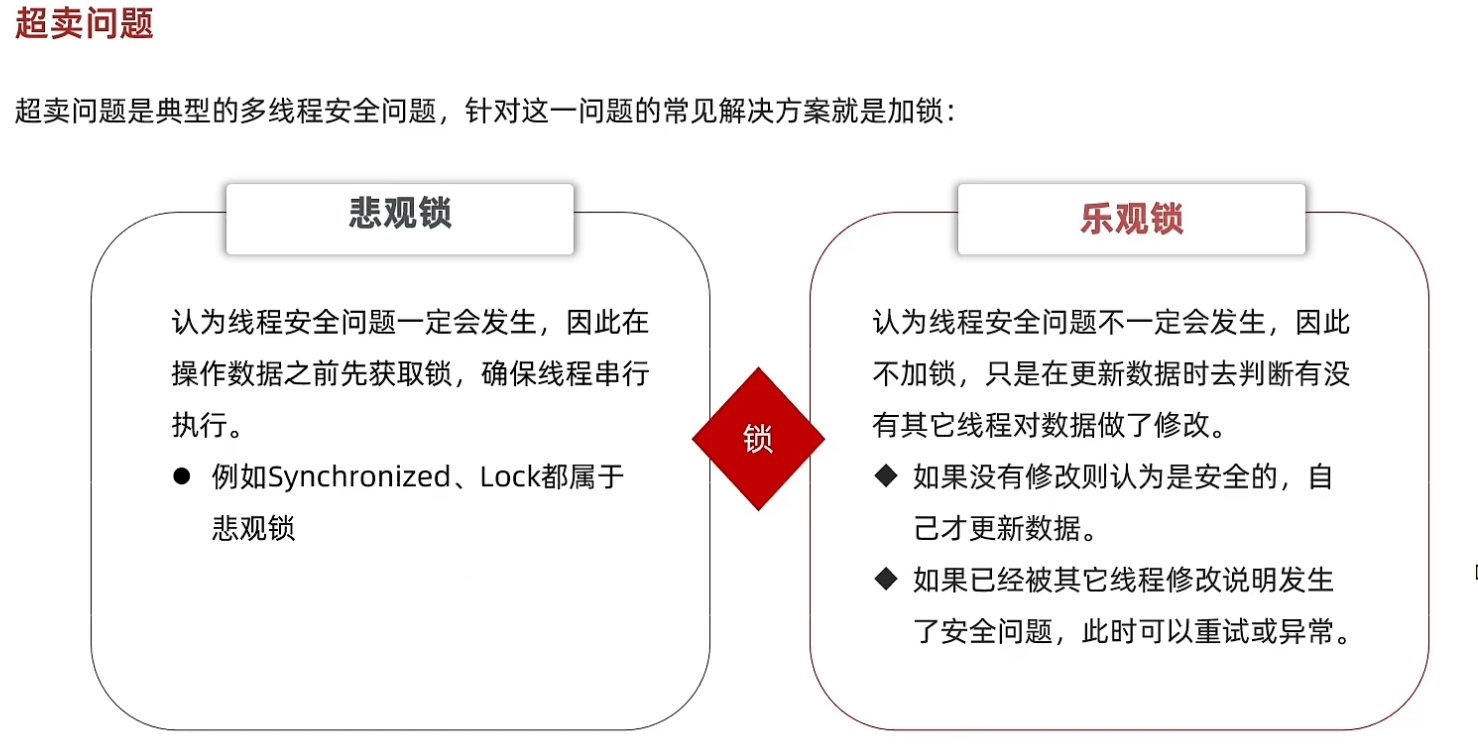 超卖问题
超卖问题是典型的多线程安全问题，针对这一问题的常见解决方案就是加锁：
悲观锁
认为线程安全问题一定会发生，因此在
操作数据之前先获取锁，确保线程串行
执行。
● 例如Synchronized、Lock都属于
悲观锁
锁
乐观锁
认为线程安全问题不一定会发生，因此
不加锁，只是在更新数据时去判断有没
有其它线程对数据做了修改。
◆ 如果没有修改则认为是安全的，自
己才更新数据。
◆ 如果已经被其它线程修改说明发生
了安全问题，此时可以重试或异常。